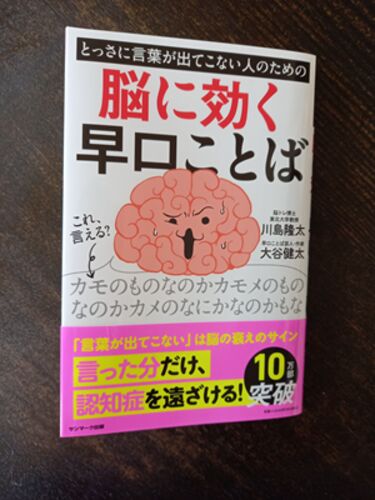 とっさに言葉が出てこない人のための
脳に効く
早口ことば
これ、
言える?
脳トレ博士
東北大学教授
川島隆太
早口ことば芸人・作家
大谷健太
カモのものなのかカモメのもの
なのかカメのなにかなのかもな
「言葉が出てこない」は脳の衰えのサイン
言った分だけ、
認知症を遠ざける!
10万部
突破
サンマーク出版